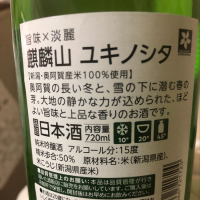 旨味×淡麗
麒麟山 ユキノシタ
【新潟・奥阿賀産米100%使用】
奥阿賀の長い冬と、雪の下に潜む春の
芽。大地の静かな力が込められた、ほど
よい旨味と上品な香りのお酒です。
日本酒 内容量 720ml 10° 20°
純米吟醸酒 アルコール分:15度
精米歩合:50% 原材料名:米(新潟県産)、
米こうじ(新潟県産米)